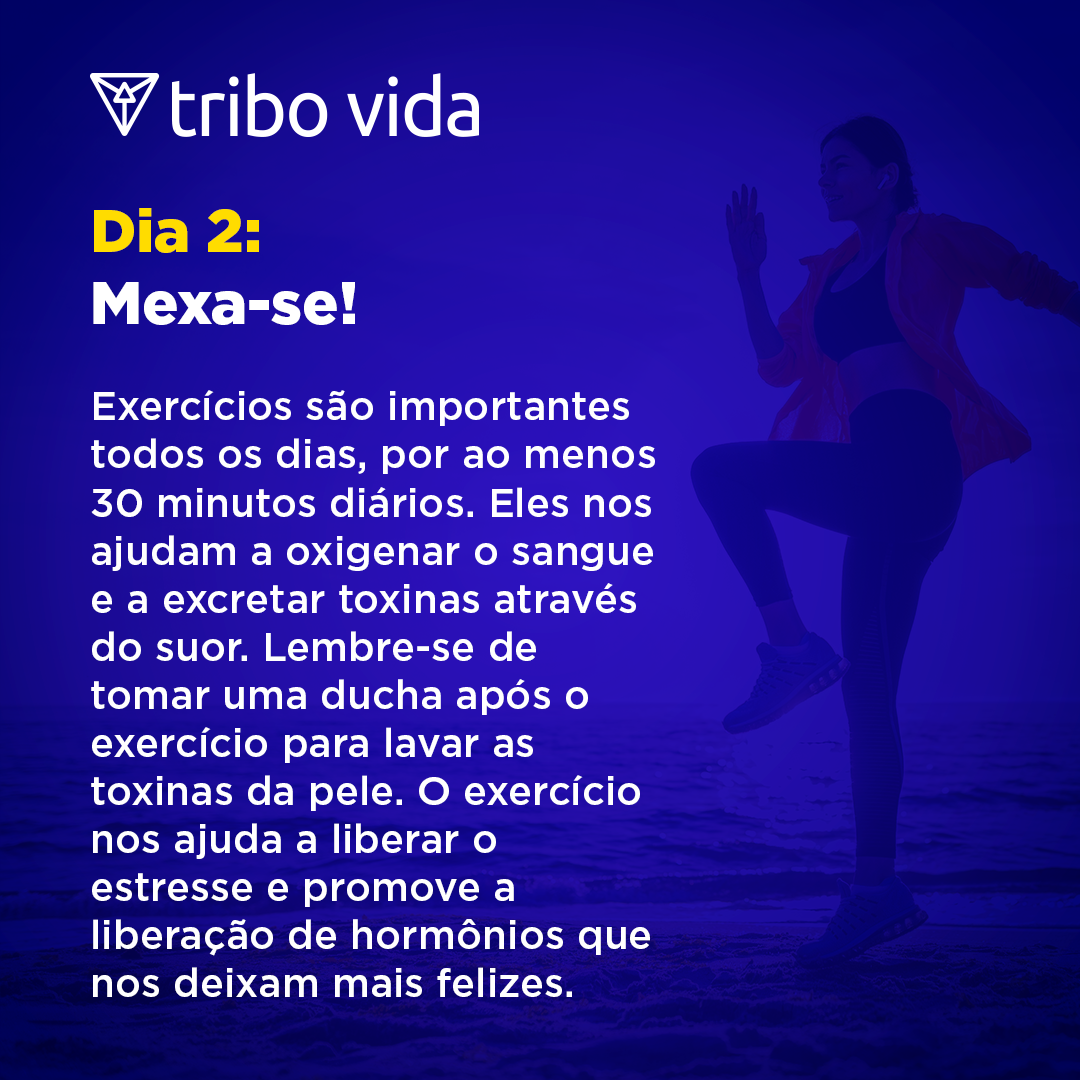 tribo vida
Dia 2:
Mexa-se!
Exercícios são importantes
todos os dias, por ao menos
30 minutos diários. Eles nos
ajudam a oxigenar o sangue
e a excretar toxinas através
do suor. Lembre-se de
tomar uma ducha após o
exercício para lavar as
toxinas da pele. O exercício
nos ajuda a liberar o
estresse e promove a
liberação de hormônios que
nos deixam mais felizes.